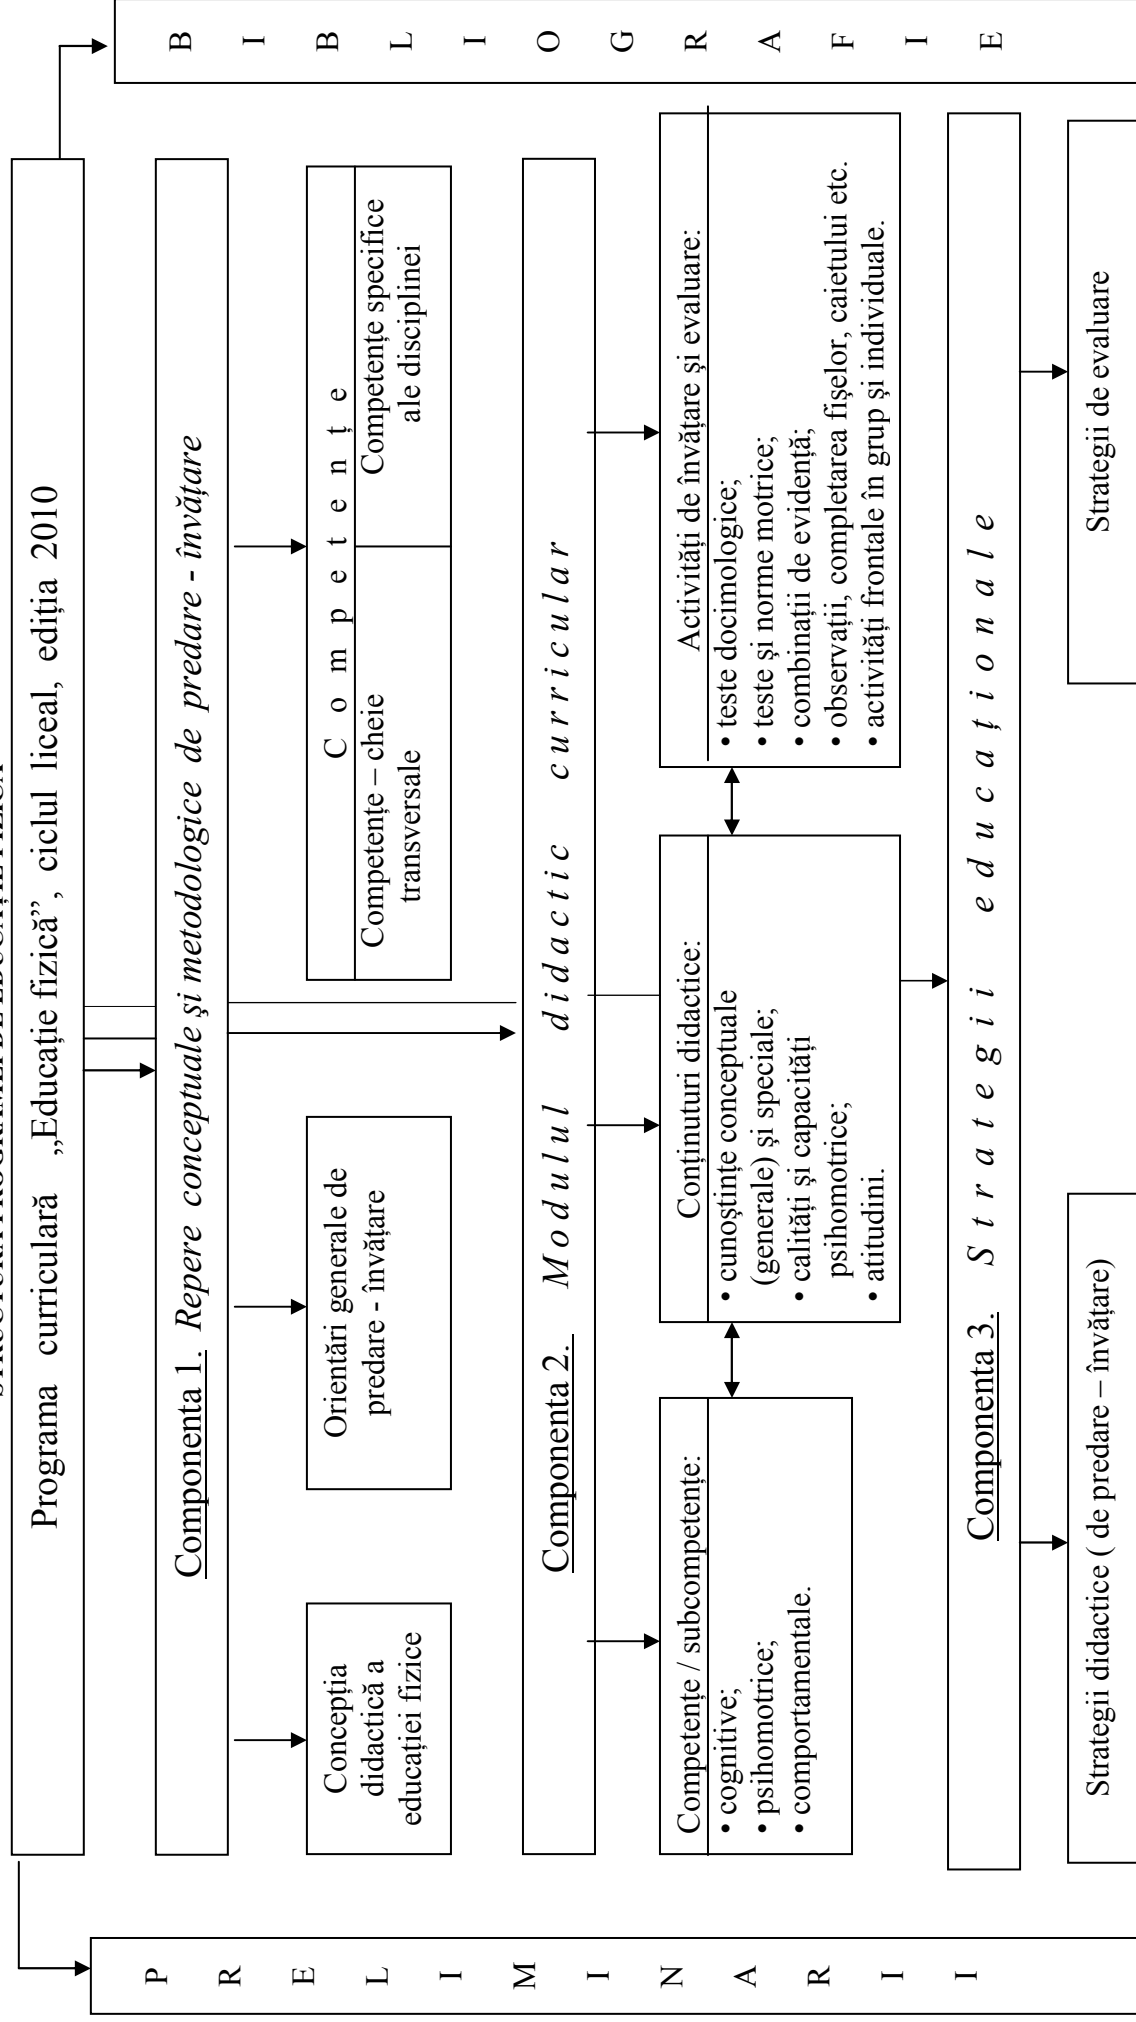 STRUCTURA PROGRAMEI DE EDUCAȚIE FIZICĂ
Programa curriculară „Educație fizică”, ciclul liceal, ediția 2010
P R E L I M I N A R I I
B I B L I O G R A F I E
Componenta 1. Repere conceptuale și metodologice de predare - învățare
Concepția
didactică a
educației fizice
Orientări generale de
predare - învățare
C o m p e t e n ț e
Competențe – cheie
transversale
Competențe specifice
ale disciplinei
Componenta 2. Modulul didactic curricular
Competențe / subcompetențe:
• cognitive;
• psihomotrice;
• comportamentale.
Conținuturi didactice:
• cunoștințe conceptuale
(generale) și speciale;
• calități și capacități
psihomotrice;
• atitudini.
Activități de învățare și evaluare:
• teste docimologice;
• teste și norme motrice;
• combinații de evidență;
• observații, completarea fișelor, caietului etc.
• activități frontale în grup și individuale.
Componenta 3. Strategii educaționale
Strategii didactice ( de predare – învățare)
Strategii de evaluare